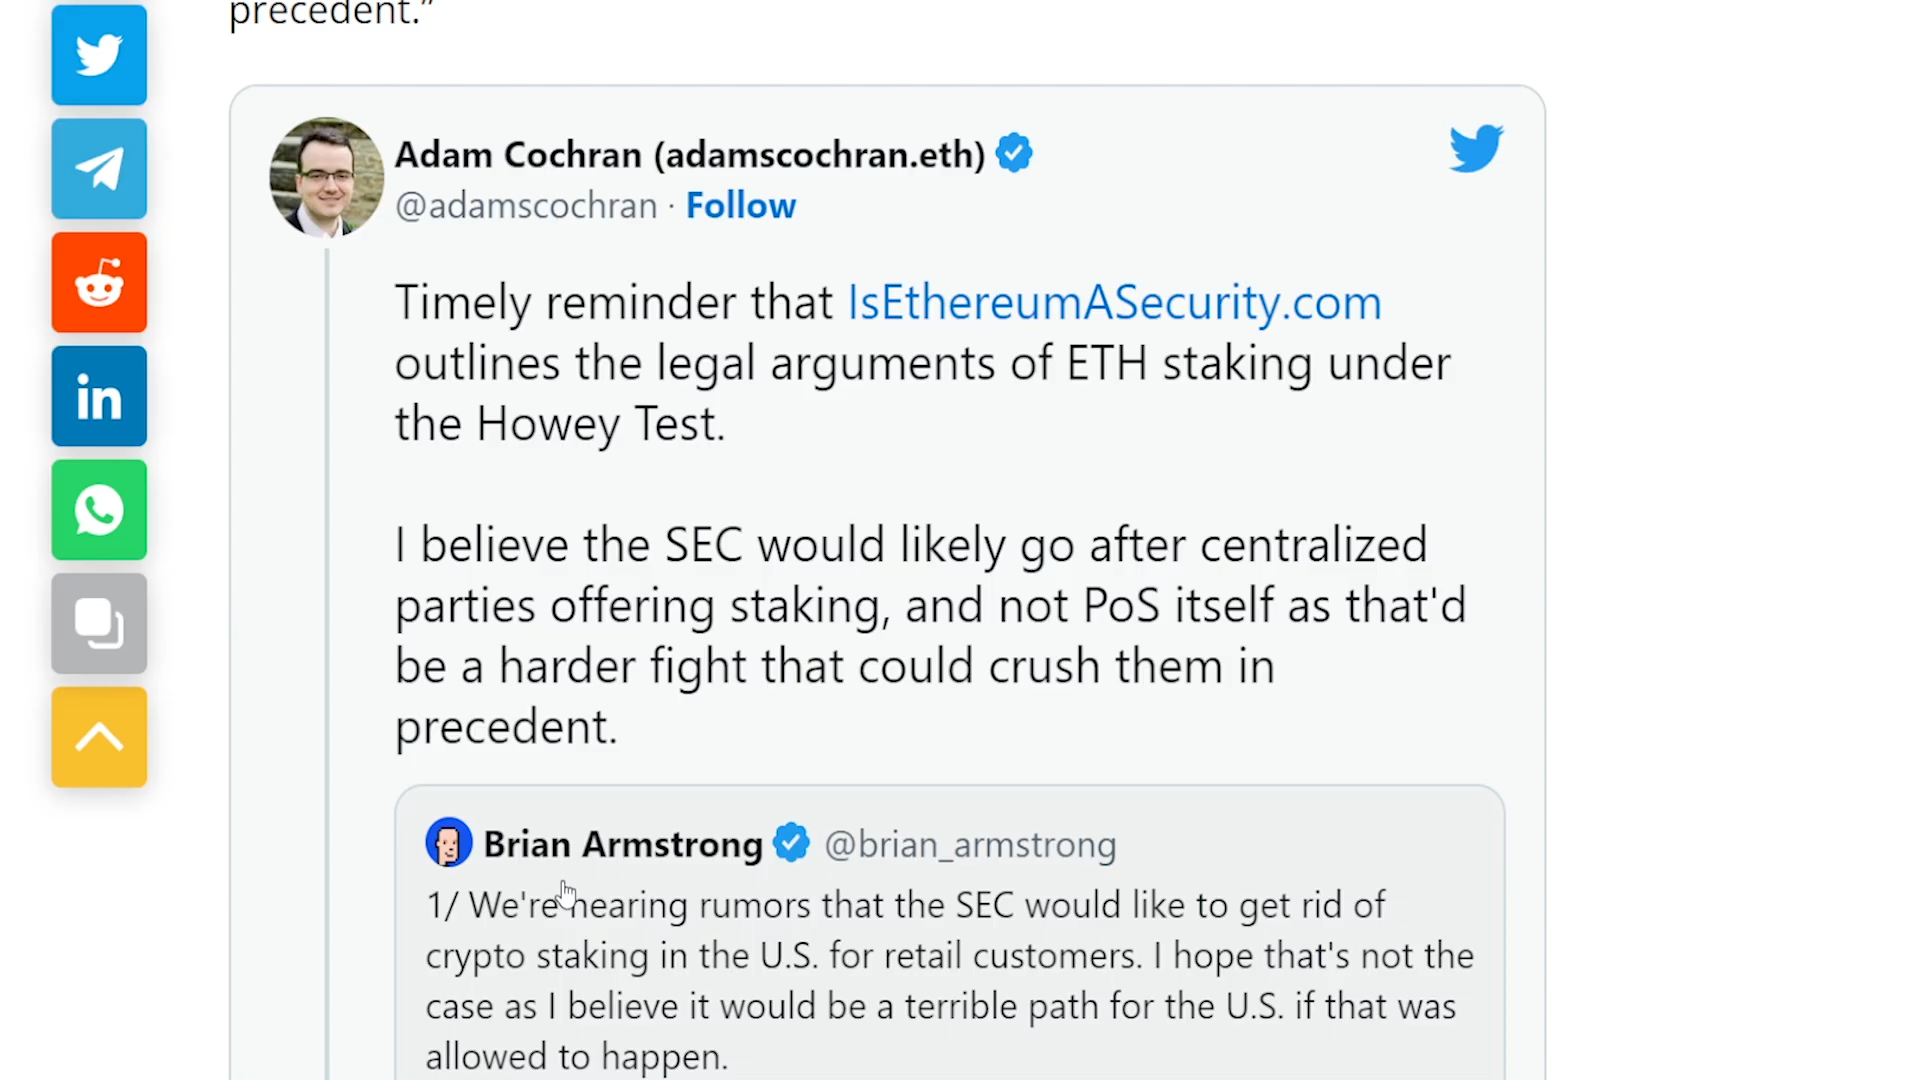 precedent.”
Adam Cochran (adamscochran.eth)
@adamscochran · Follow
Timely reminder that IsEthereumASecurity.com
outlines the legal arguments of ETH staking under
the Howey Test.
I believe the SEC would likely go after centralized
parties offering staking, and not PoS itself as that'd
be a harder fight that could crush them in
precedent.
Brian Armstrong @brian_armstrong
1/ We're hearing rumors that the SEC would like to get rid of
crypto staking in the U.S. for retail customers. I hope that's not the
case as I believe it would be a terrible path for the U.S. if that was
allowed to happen.
in